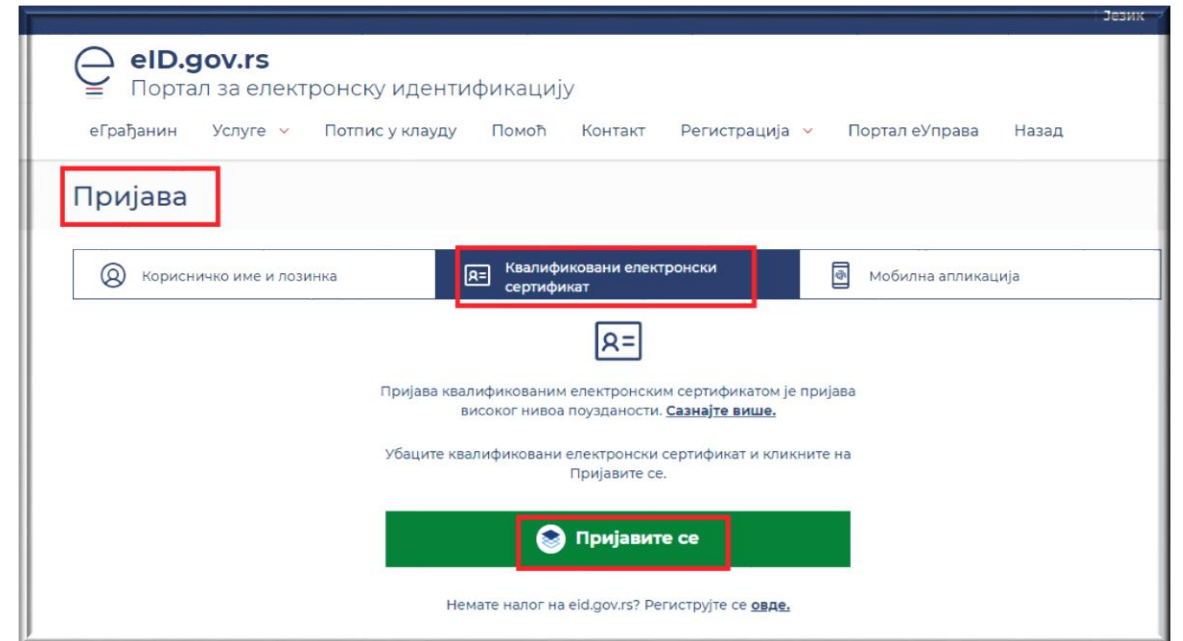 Језик
eID.gov.rs
Портал за електронску идентификацију
еГрађанин Услуге Потпис у клауду Помоћ Контакт Регистрација Портал еУправа Назад
Пријава
Корисничко име и лозинка
Квалификовани електронски
сертификат
Мобилна апликација
Пријава квалификованим електронским сертификатом је пријава
високог нивоа поузданости. Сазнајте више.
Убаците квалификовани електронски сертификат и кликните на
Пријавите се.
Пријавите се
Немате налог на eid.gov.rs? Региструјте се овде.